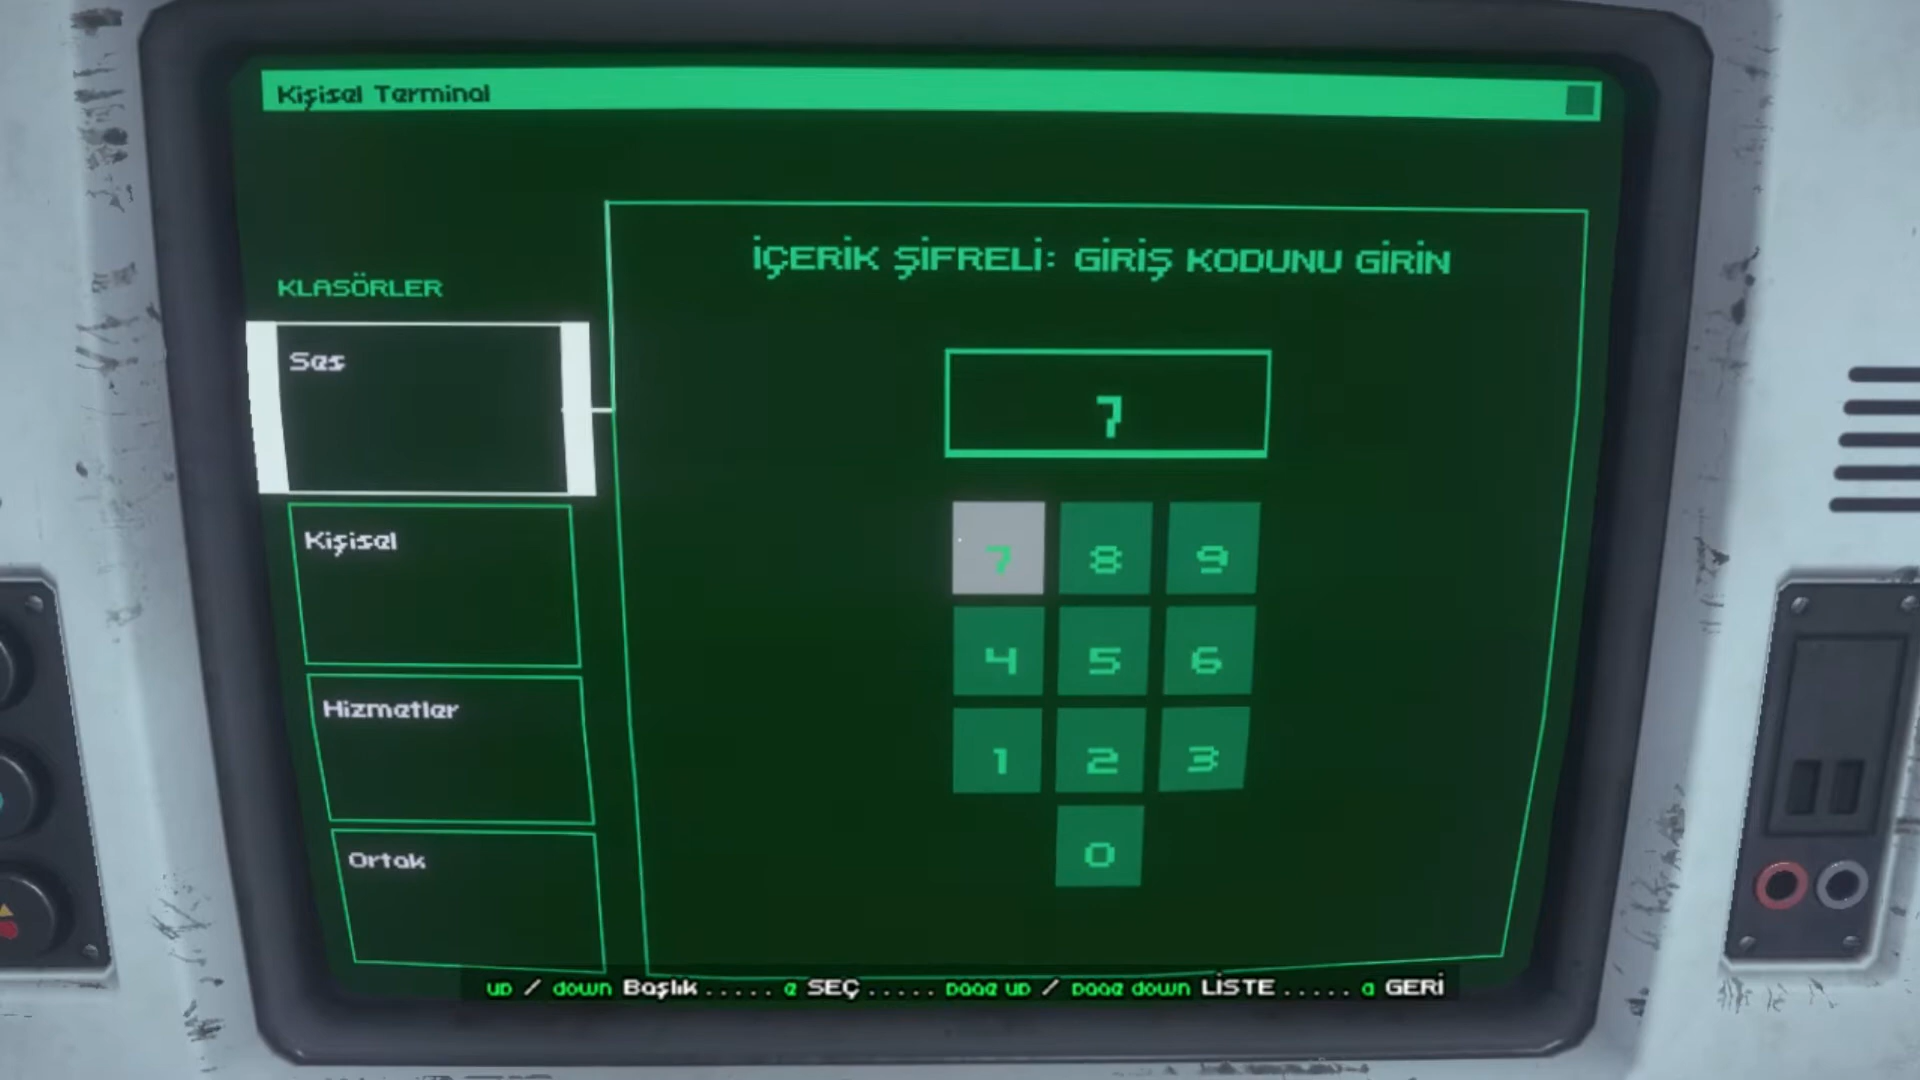 Kişisel Terminal
İÇERİK ŞİFRELİ: GİRİŞ KODUNU GİRİN
KLASÖRLER
Ses
7
Kişisel
7 8 9
4 5 6
Hizmetler
1 2 3
Ortak
0
up / down Başlık ..... e SEÇ ..... page up / page down LİSTE ..... q GERİ